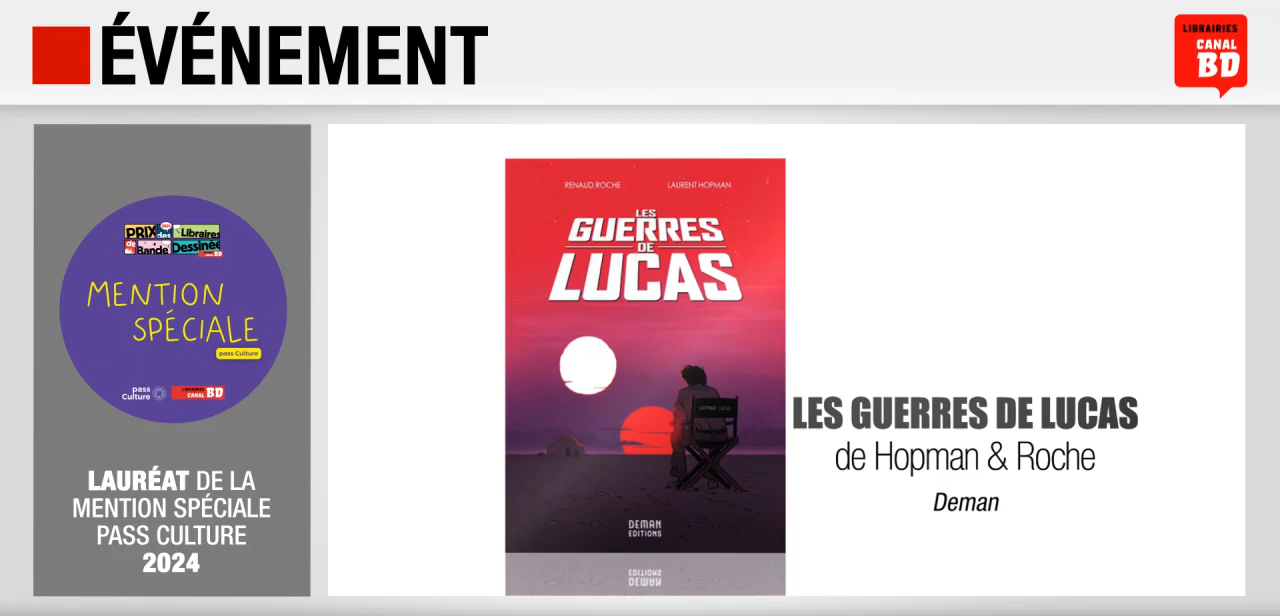 ÉVÉNEMENT
LIBRAIRIES
CANAL
BD
PRIX des Libraires
de Bande Dessinée
MENTION
SPÉCIALE
pass Culture
pass
Culture
LIBRAIRIES
CANAL BD
LAURÉAT DE LA
MENTION SPÉCIALE
PASS CULTURE
2024
RENAUD ROCHE LAURENT HOPMAN
LES
GUERRES
DE
LUCAS
GEORGE LUCAS
DEMAN
EDITIONS
LES GUERRES DE LUCAS
de Hopman & Roche
Deman